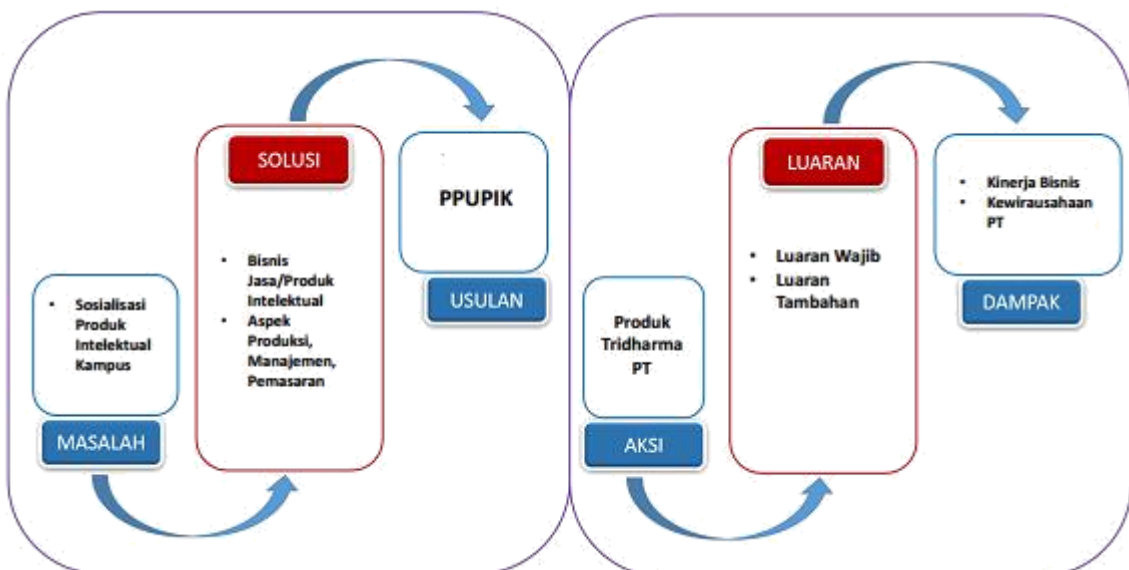 SOLUSI
• Bisnis
Jasa/Produk
Intelektual
• Aspek
Produksi,
Manajemen,
Pemasaran
PPUPIK
USULAN
• Sosialisasi
Produk
Intelektual
Kampus
MASALAH
LUARAN
• Luaran Wajib
• Luaran
Tambahan
• Kinerja Bisnis
• Kewirausahaan
PT
DAMPAK
Produk
Tridharma
PT
AKSI